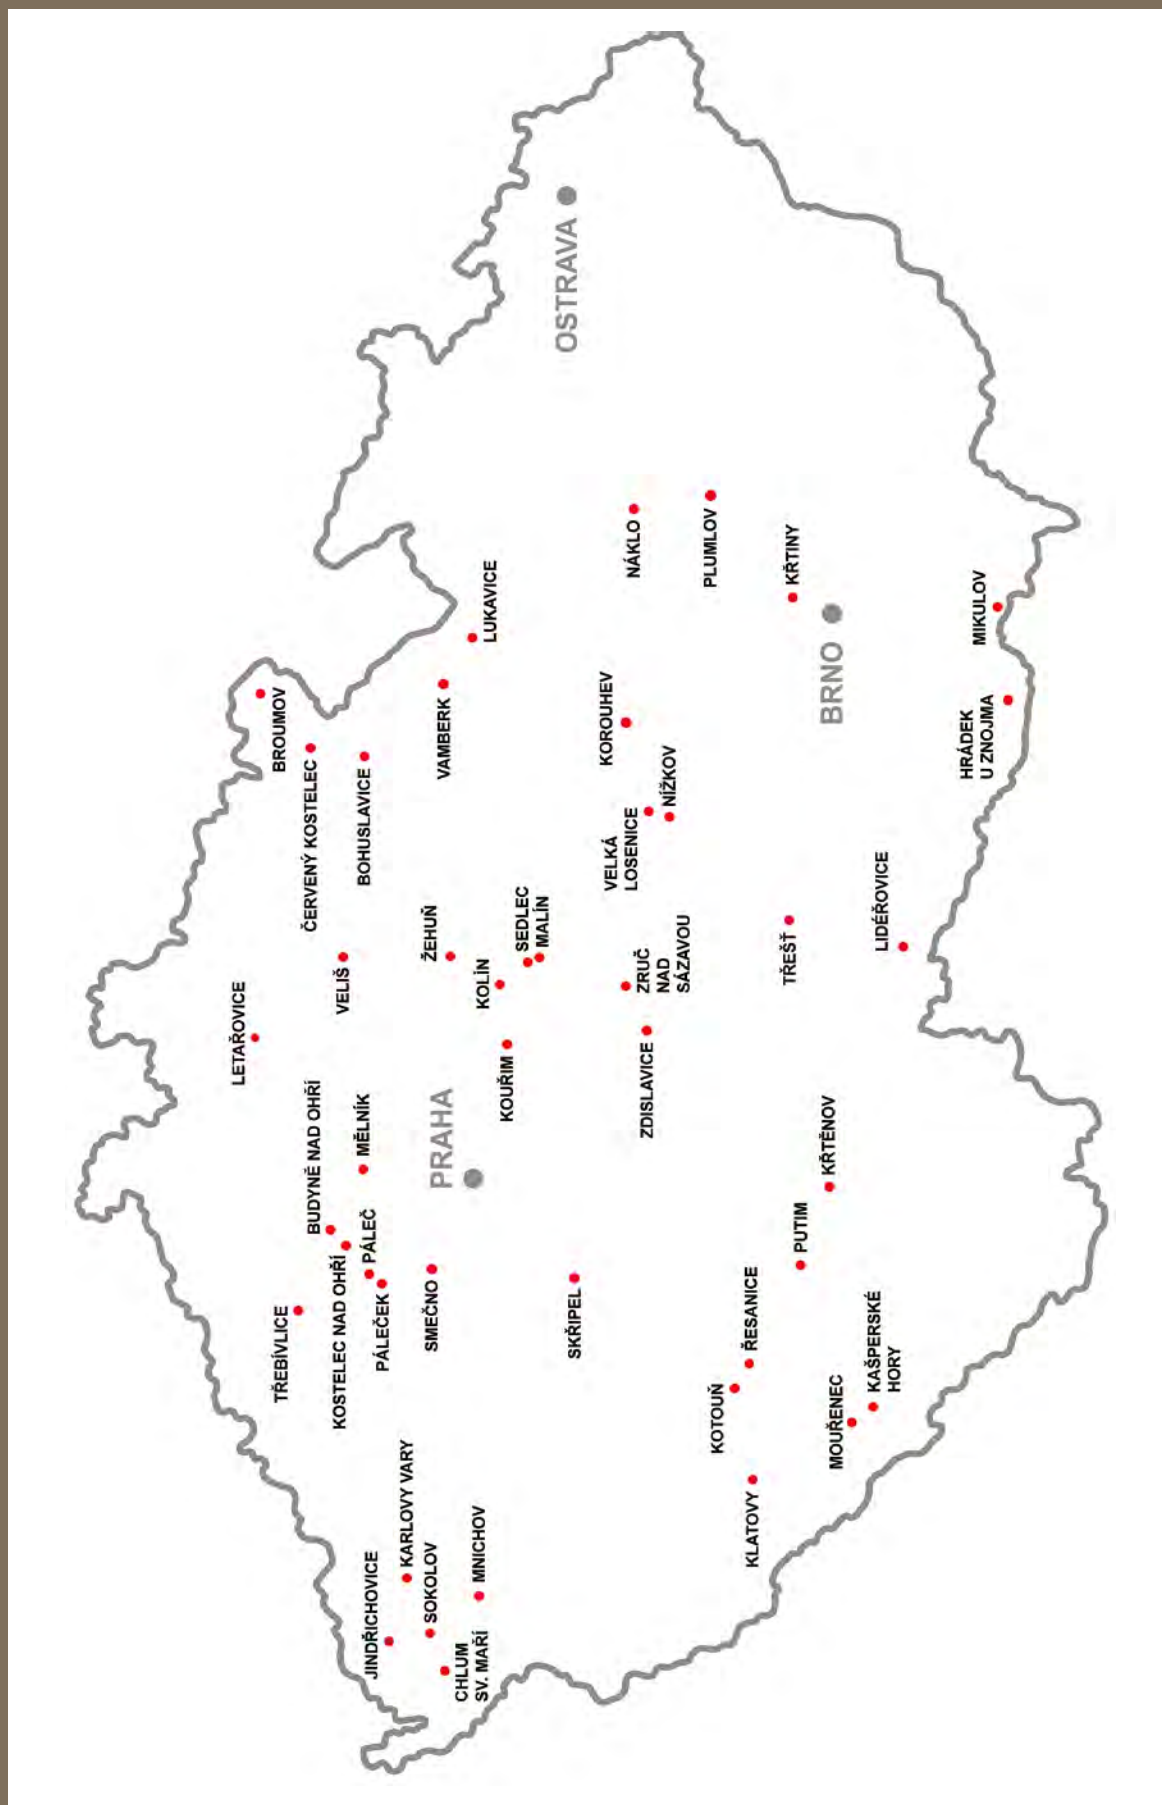 BROUMOV
ČERVENÝ KOSTELEC
BOHUSLAVICE
VAMBERK
LUKAVICE
OSTRAVA
LETAŘOVICE
VELIŠ
ŽEHUŇ
KOLÍN
SEDLEC
MALÍN
KOUŘIM
BUDYNĚ NAD OHŘÍ
MĚLNÍK
PRAHA
TŘEBÍVLICE
KOSTELEC NAD OHŘÍ
PÁLEČ
PÁLEČEK
SMEČNO
SKŘIPEL
JINDŘICHOVICE
KARLOVY VARY
SOKOLOV
CHLUM
SV. MAŘÍ
MNICHOV
NÁKLO
PLUMLOV
KŘTINY
BRNO
KOROUHEV
NÍŽKOV
VELKÁ
LOSENICE
ZRUČ
NAD
SÁZAVOU
ZDISLAVICE
TŘEŠŤ
LIDÉŘOVICE
MIKULOV
HRÁDEK
U ZNOJMA
KŘTĚNOV
PUTIM
ŘESANICE
KOTOUŇ
KLATOVY
MOUŘENEC
KAŠPERSKÉ
HORY